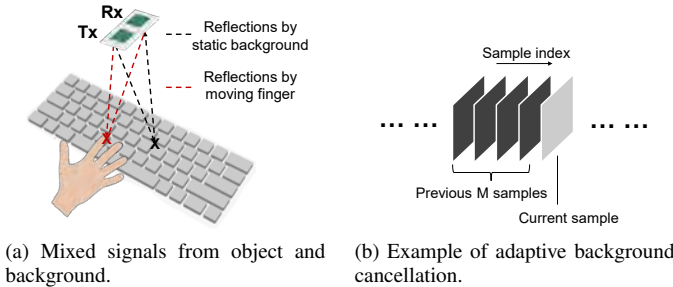 Rx
Tx
Reflections by
static background
Reflections by
moving finger
X
X
(a) Mixed signals from object and
background.
Sample index
... ...
... ...
Previous M samples
Current sample
(b) Example of adaptive background
cancellation.